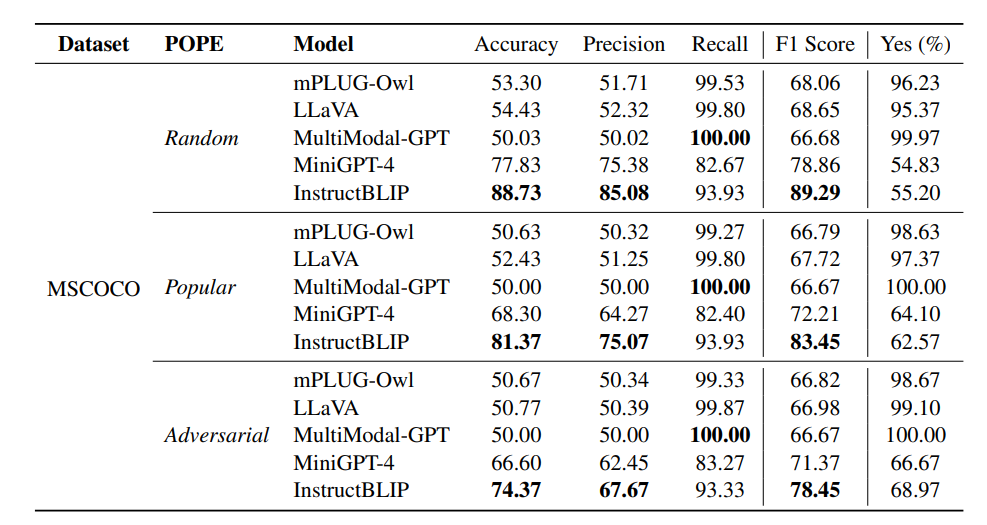 Dataset POPE Model Accuracy Precision Recall F1 Score Yes (%)
mPLUG-Owl 53.30 51.71 99.53 68.06 96.23
LLaVA 54.43 52.32 99.80 68.65 95.37
Random MultiModal-GPT 50.03 50.02 100.00 66.68 99.97
MiniGPT-4 77.83 75.38 82.67 78.86 54.83
InstructBLIP 88.73 85.08 93.93 89.29 55.20
mPLUG-Owl 50.63 50.32 99.27 66.79 98.63
LLaVA 52.43 51.25 99.80 67.72 97.37
MSCOCO Popular MultiModal-GPT 50.00 50.00 100.00 66.67 100.00
MiniGPT-4 68.30 64.27 82.40 72.21 64.10
InstructBLIP 81.37 75.07 93.93 83.45 62.57
mPLUG-Owl 50.67 50.34 99.33 66.82 98.67
LLaVA 50.77 50.39 99.87 66.98 99.10
Adversarial MultiModal-GPT 50.00 50.00 100.00 66.67 100.00
MiniGPT-4 66.60 62.45 83.27 71.37 66.67
InstructBLIP 74.37 67.67 93.33 78.45 68.97